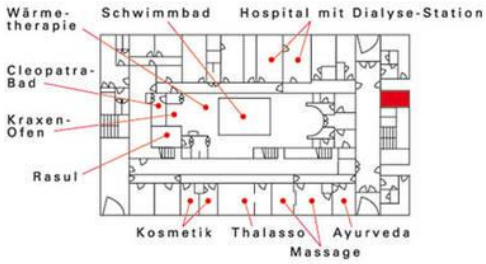 Wärme-
therapie
Schwimmbad
Hospital mit Dialyse-Station
Cleopatra-
Bad
Kraxen-
Ofen
Rasul
Kosmetik
Thalasso
Massage
Ayurveda